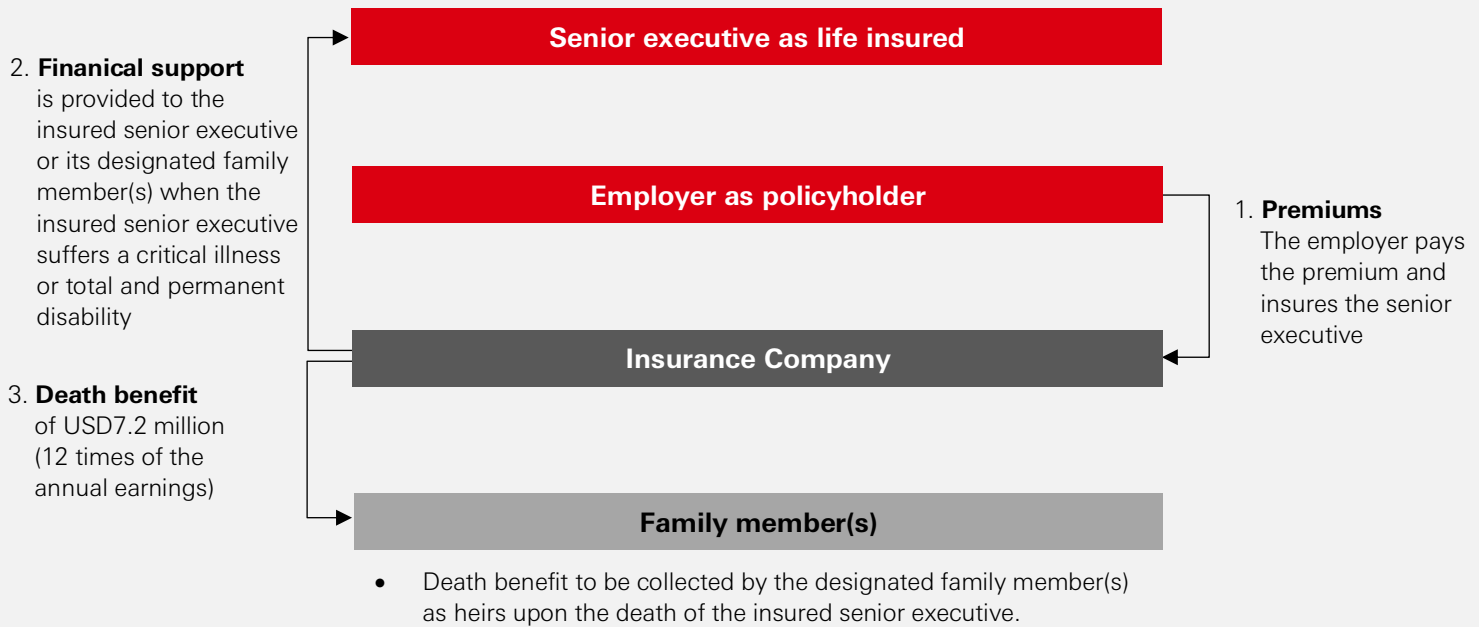 Senior executive as life insured
2. Finanical support
is provided to the
insured senior executive
or its designated family
member(s) when the
insured senior executive
suffers a critical illness
or total and permanent
disability
Employer as policyholder
1. Premiums
The employer pays
the premium and
insures the senior
executive
Insurance Company
3. Death benefit
of USD7.2 million
(12 times of the
annual earnings)
Family member(s)
• Death benefit to be collected by the designated family member(s)
as heirs upon the death of the insured senior executive.